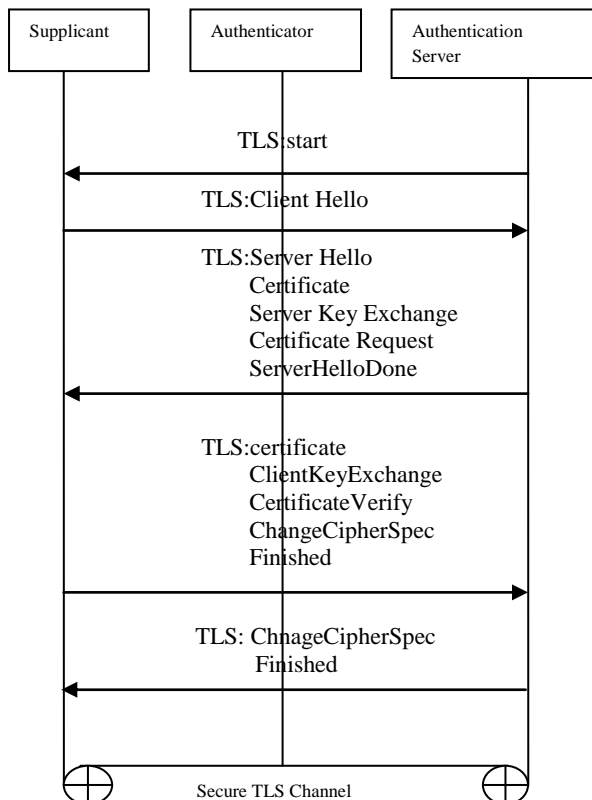 Supplicant
Authenticator
Authentication
Server
TLS:start
TLS:Client Hello
TLS:Server Hello
Certificate
Server Key Exchange
Certificate Request
ServerHelloDone
TLS:certificate
ClientKeyExchange
CertificateVerify
ChangeCipherSpec
Finished
TLS: ChnageCipherSpec
Finished
Secure TLS Channel